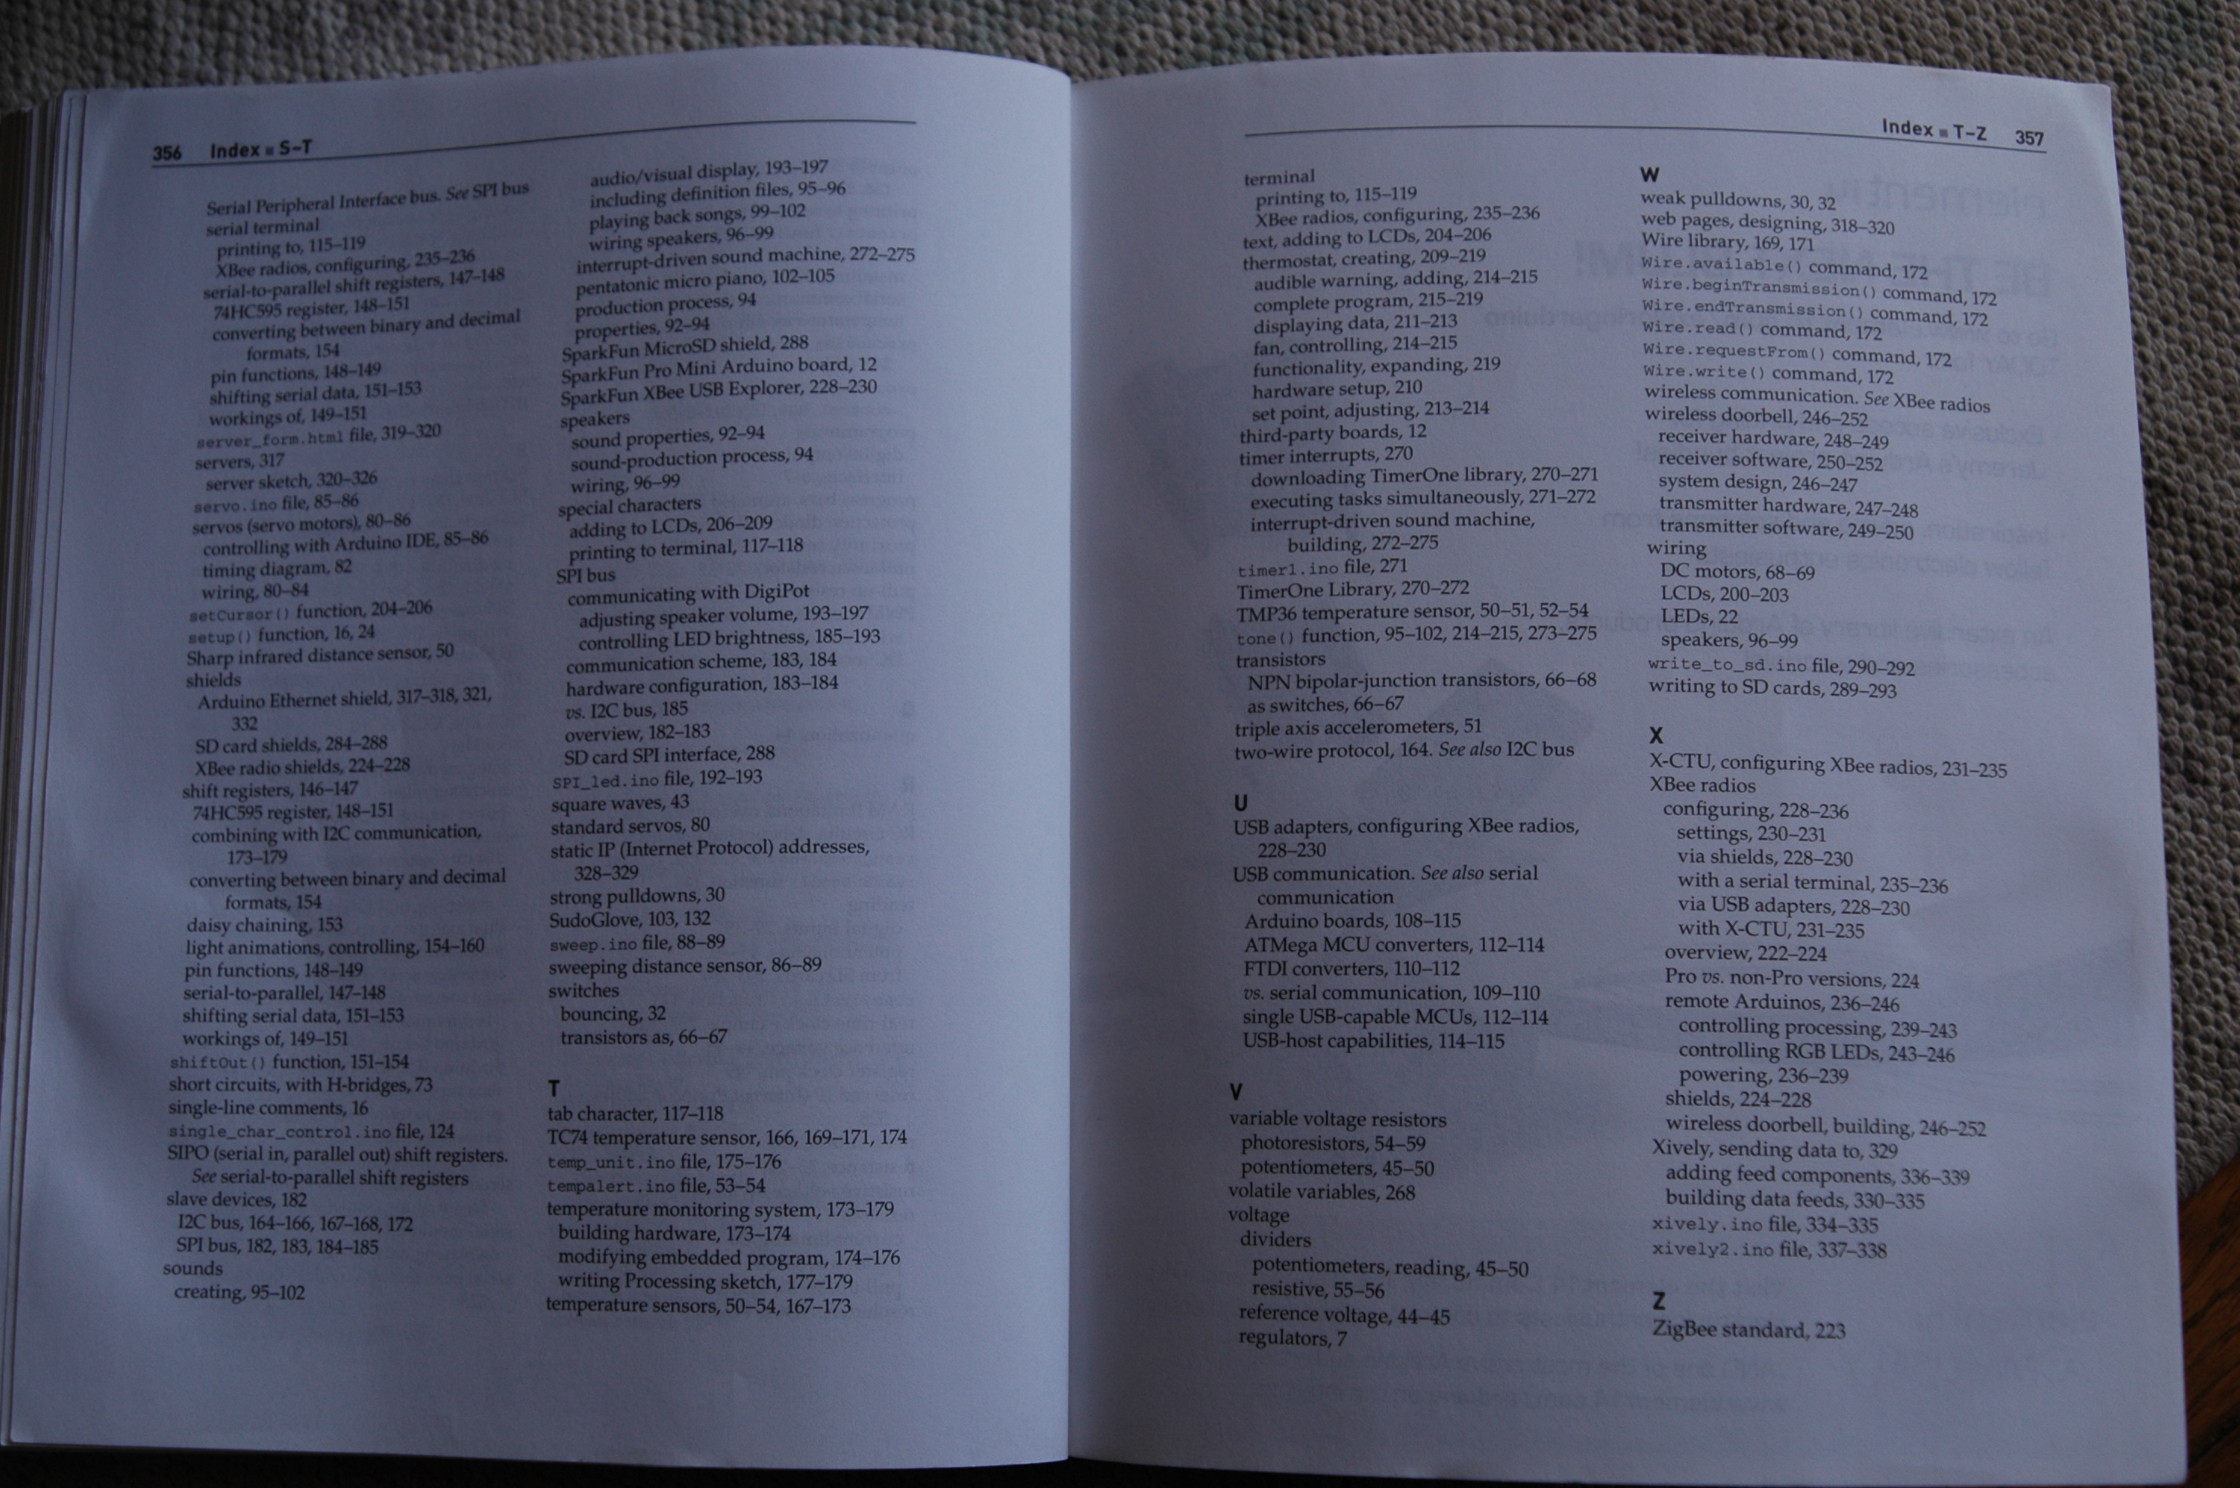 356 Index ■ S–T
Serial Peripheral Interface bus. See SPI bus
serial terminal
printing to, 115–119
XBee radios, configuring, 235–236
serial-to-parallel shift registers, 147–148
74HC595 register, 148–151
converting between binary and decimal
formats, 154
pin functions, 148–149
shifting serial data, 151–153
workings of, 149–151
server_form.html file, 319–320
servers, 317
server sketch, 320–326
servo.ino file, 85–86
servos (servo motors), 80–86
controlling with Arduino IDE, 85–86
timing diagram, 82
wiring, 80–84
setCursor() function, 204–206
setup() function, 16, 24
Sharp infrared distance sensor, 50
shields
Arduino Ethernet shield, 317–318, 321,
332
SD card shields, 284–288
XBee radio shields, 224–228
shift registers, 146–147
74HC595 register, 148–151
combining with I2C communication,
173–179
converting between binary and decimal
formats, 154
daisy chaining, 153
light animations, controlling, 154–160
pin functions, 148–149
serial-to-parallel, 147–148
shifting serial data, 151–153
workings of, 149–151
shiftOut() function, 151–154
short circuits, with H-bridges, 73
single-line comments, 16
single_char_control.ino file, 124
SIPO (serial in, parallel out) shift registers.
See serial-to-parallel shift registers
slave devices, 182
I2C bus, 164–166, 167–168, 172
SPI bus, 182, 183, 184–185
sounds
creating, 95–102
audio/visual display, 193–197
including definition files, 95–96
playing back songs, 99–102
wiring speakers, 96–99
interrupt-driven sound machine, 272–275
pentatonic micro piano, 102–105
production process, 94
properties, 92–94
SparkFun MicroSD shield, 288
SparkFun Pro Mini Arduino board, 12
SparkFun XBee USB Explorer, 228–230
speakers
sound properties, 92–94
sound-production process, 94
wiring, 96–99
special characters
adding to LCDs, 206–209
printing to terminal, 117–118
SPI bus
communicating with DigiPot
adjusting speaker volume, 193–197
controlling LED brightness, 185–193
communication scheme, 183, 184
hardware configuration, 183–184
vs. I2C bus, 185
overview, 182–183
SD card SPI interface, 288
SPI_led.ino file, 192–193
square waves, 43
standard servos, 80
static IP (Internet Protocol) addresses,
328–329
strong pulldowns, 30
SudoGlove, 103, 132
sweep.ino file, 88–89
sweeping distance sensor, 86–89
switches
bouncing, 32
transistors as, 66–67
T
tab character, 117–118
TC74 temperature sensor, 166, 169–171, 174
temp_unit.ino file, 175–176
tempalert.ino file, 53–54
temperature monitoring system, 173–179
building hardware, 173–174
modifying embedded program, 174–176
writing Processing sketch, 177–179
temperature sensors, 50–54, 167–173
Index ■ T–Z 357
terminal
printing to, 115–119
XBee radios, configuring, 235–236
text, adding to LCDs, 204–206
thermostat, creating, 209–219
audible warning, adding, 214–215
complete program, 215–219
displaying data, 211–213
fan, controlling, 214–215
functionality, expanding, 219
hardware setup, 210
set point, adjusting, 213–214
third-party boards, 12
timer interrupts, 270
downloading TimerOne library, 270–271
executing tasks simultaneously, 271–272
interrupt-driven sound machine,
building, 272–275
timer1.ino file, 271
TimerOne Library, 270–272
TMP36 temperature sensor, 50–51, 52–54
tone() function, 95–102, 214–215, 273–275
transistors
NPN bipolar-junction transistors, 66–68
as switches, 66–67
triple axis accelerometers, 51
two-wire protocol, 164. See also I2C bus
U
USB adapters, configuring XBee radios,
228–230
USB communication. See also serial
communication
Arduino boards, 108–115
ATMega MCU converters, 112–114
FTDI converters, 110–112
vs. serial communication, 109–110
single USB-capable MCUs, 112–114
USB-host capabilities, 114–115
V
variable voltage resistors
photoresistors, 54–59
potentiometers, 45–50
volatile variables, 268
voltage
dividers
potentiometers, reading, 45–50
resistive, 55–56
reference voltage, 44–45
regulators, 7
W
weak pulldowns, 30, 32
web pages, designing, 318–320
Wire library, 169, 171
Wire.available() command, 172
Wire.beginTransmission() command, 172
Wire.endTransmission() command, 172
Wire.read() command, 172
Wire.requestFrom() command, 172
Wire.write() command, 172
wireless communication. See XBee radios
wireless doorbell, 246–252
receiver hardware, 248–249
receiver software, 250–252
system design, 246–247
transmitter hardware, 247–248
transmitter software, 249–250
wiring
DC motors, 68–69
LCDs, 200–203
LEDs, 22
speakers, 96–99
write_to_sd.ino file, 290–292
writing to SD cards, 289–293
X
X-CTU, configuring XBee radios, 231–235
XBee radios
configuring, 228–236
settings, 230–231
via shields, 228–230
with a serial terminal, 235–236
via USB adapters, 228–230
with X-CTU, 231–235
overview, 222–224
Pro vs. non-Pro versions, 224
remote Arduinos, 236–246
controlling processing, 239–243
controlling RGB LEDs, 243–246
powering, 236–239
shields, 224–228
wireless doorbell, building, 246–252
Xively, sending data to, 329
adding feed components, 336–339
building data feeds, 330–335
xively.ino file, 334–335
xively2.ino file, 337–338
Z
ZigBee standard, 223